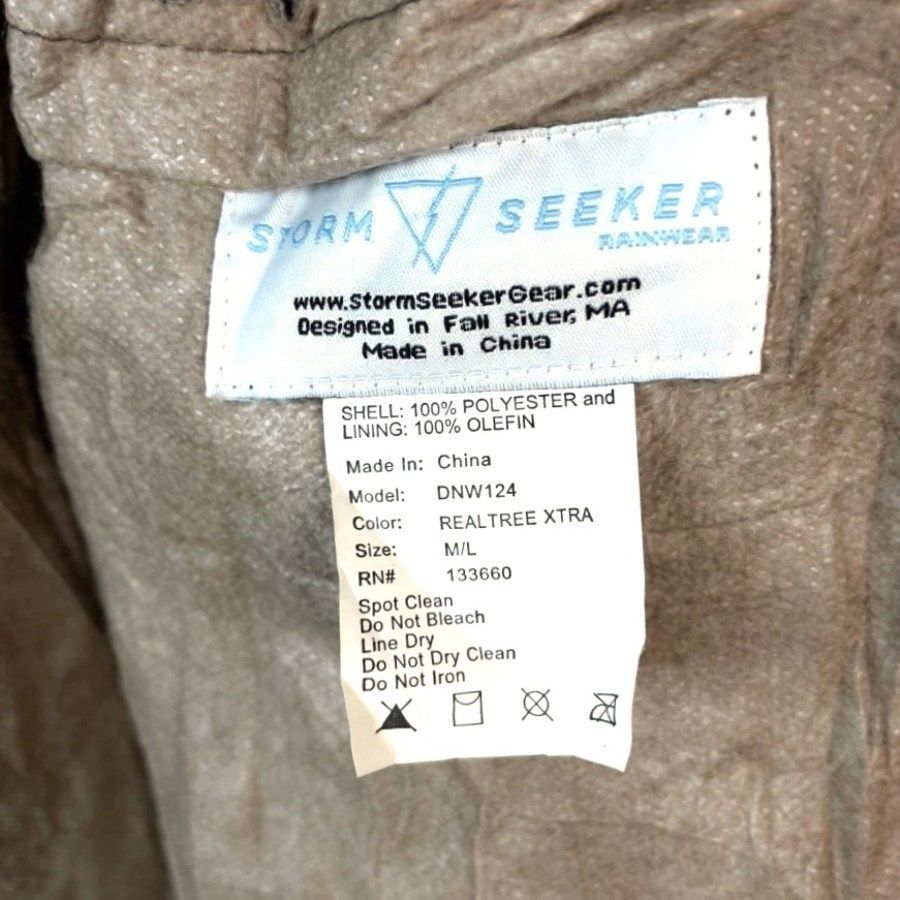 STORM SEEKER
RAINWEAR
www.StormSeekerGear.com
Designed in Fall River, MA
Made in China
SHELL: 100% POLYESTER and
LINING: 100% OLEFIN
Made In: China
Model: DNW124
Color: REALTREE XTRA
Size: M/L
RN# 133660
Spot Clean
Do Not Bleach
Line Dry
Do Not Dry Clean
Do Not Iron